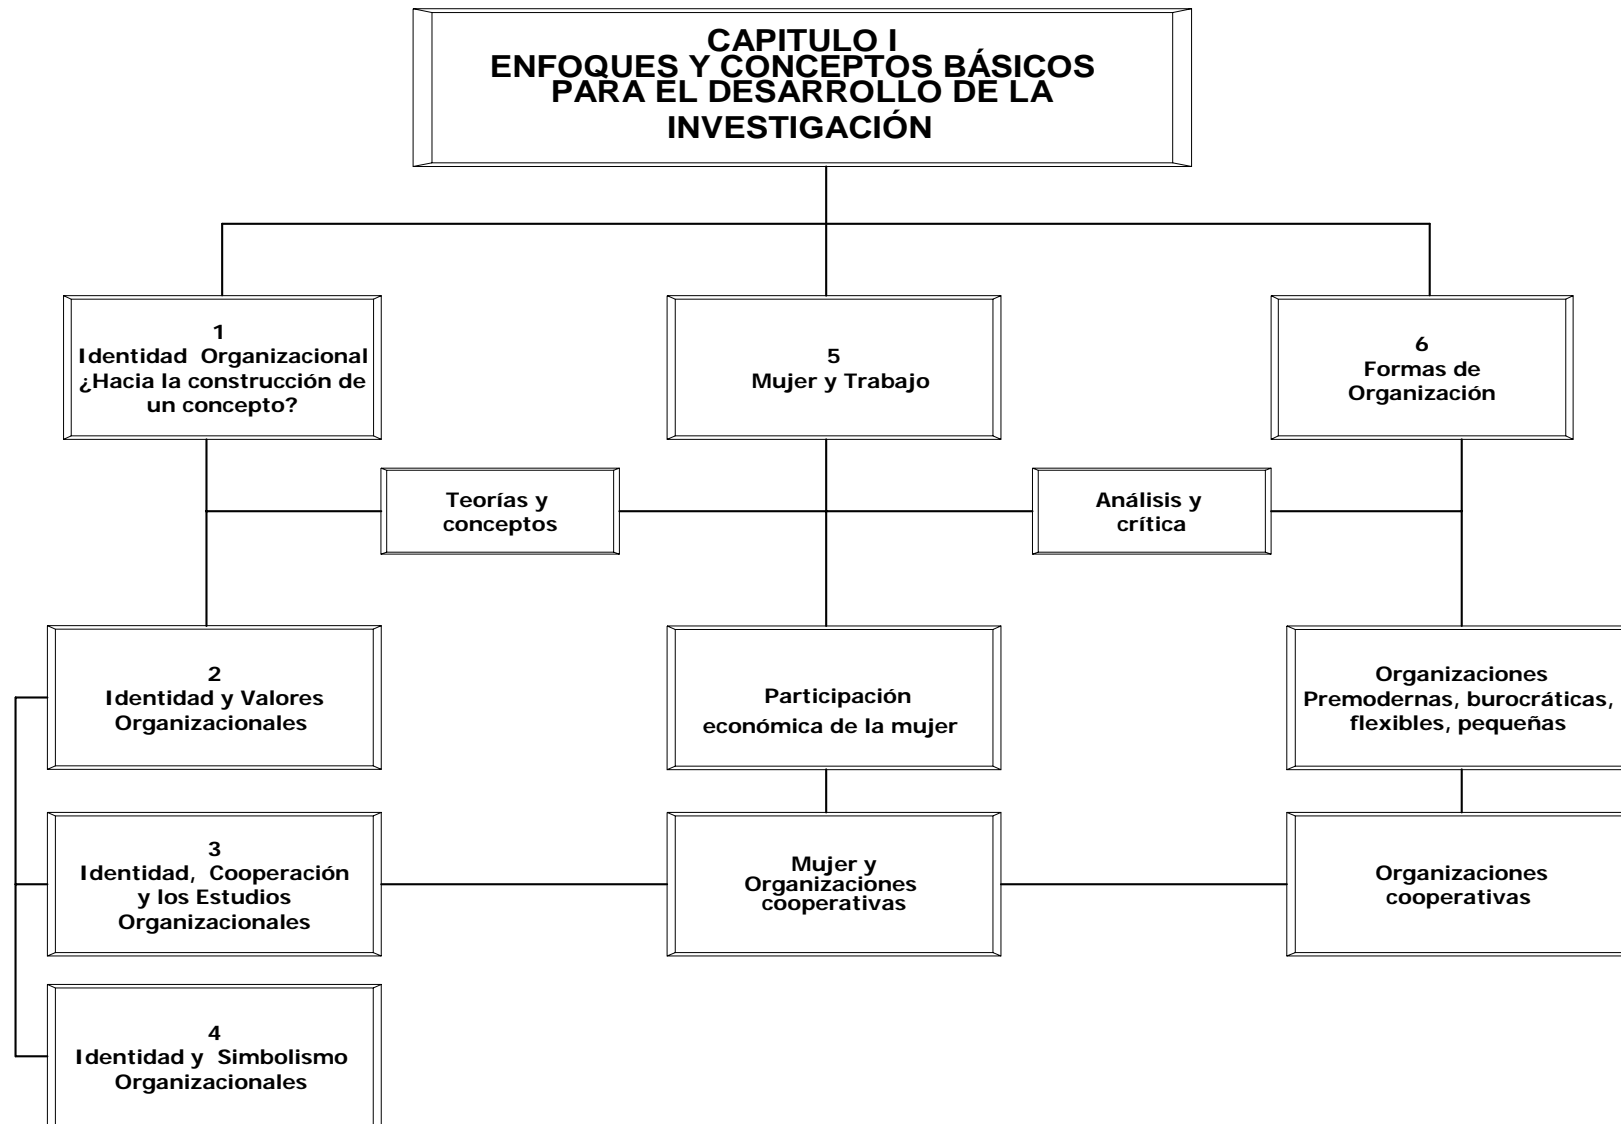 CAPITULO I
ENFOQUES Y CONCEPTOS BÁSICOS
PARA EL DESARROLLO DE LA
INVESTIGACIÓN
1
Identidad Organizacional
¿Hacia la construcción de
un concepto?
5
Mujer y Trabajo
6
Formas de
Organización
Teorías y
conceptos
Análisis y
crítica
2
Identidad y Valores
Organizacionales
Participación
económica de la mujer
Organizaciones
Premodernas, burocráticas,
flexibles, pequeñas
3
Identidad, Cooperación
y los Estudios
Organizacionales
Mujer y
Organizaciones
cooperativas
Organizaciones
cooperativas
4
Identidad y Simbolismo
Organizacionales